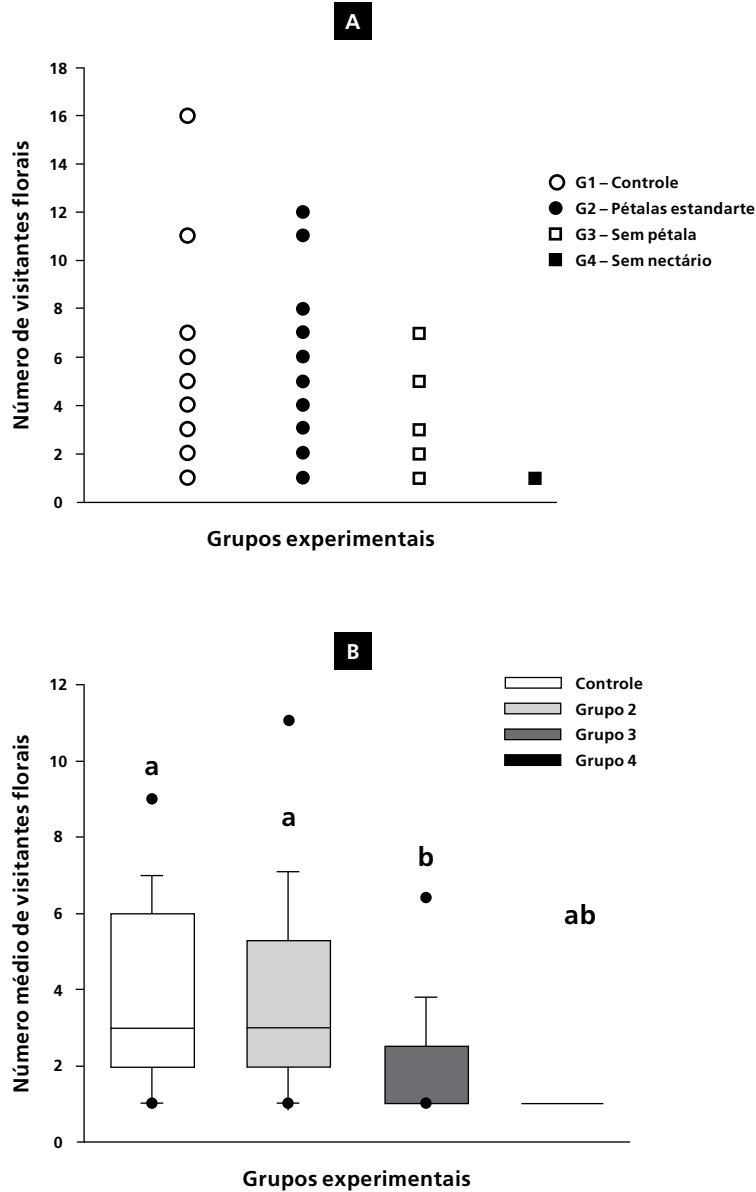 A
Número de visitantes florais
18
16
14
12
10
8
6
4
2
0
G1 – Controle
G2 – Pétalas estandarte
G3 – Sem pétala
G4 – Sem nectário
Grupos experimentais
B
Número médio de visitantes florais
12
10
8
6
4
2
0
Controle
Grupo 2
Grupo 3
Grupo 4
a
a
b
ab
Grupos experimentais